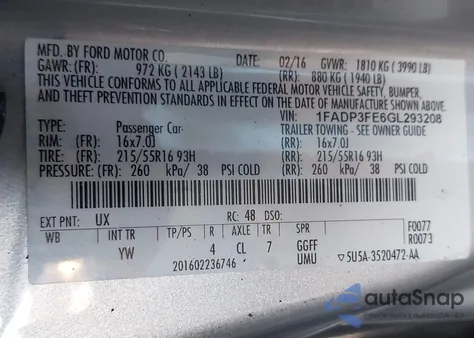 MFD. BY FORD MOTOR CO.
DATE: 02/16 GVWR: 1810 KG ( 3990 LB)
GAWR: (FR): 972 KG ( 2143 LB) (RR): 880 KG ( 1940 LB)
THIS VEHICLE CONFORMS TO ALL APPLICABLE FEDERAL MOTOR VEHICLE SAFETY, BUMPER,
AND THEFT PREVENTION STANDARDS IN EFFECT ON THE DATE OF MANUFACTURE SHOWN ABOVE.
VIN: 1FADP3FE6GL293208
TYPE: Passenger Car TRAILER TOWING - SEE OWNER GUIDE
RIM: (FR): 16x7.0J (RR): 16x7.0J
TIRE: (FR): 215/55R16 93H (RR): 215/55R16 93H
PRESSURE: (FR): 260 kPa/ 38 PSI COLD (RR): 260 kPa/ 38 PSI COLD
EXT PNT: UX RC: 48 DSO: F0077
WB INT TR TP/PS R AXLE TR SPR R0073
YW 4 CL 7 GGFF
201602236746 UMU 5U5A-3520472-AA
autoSnap